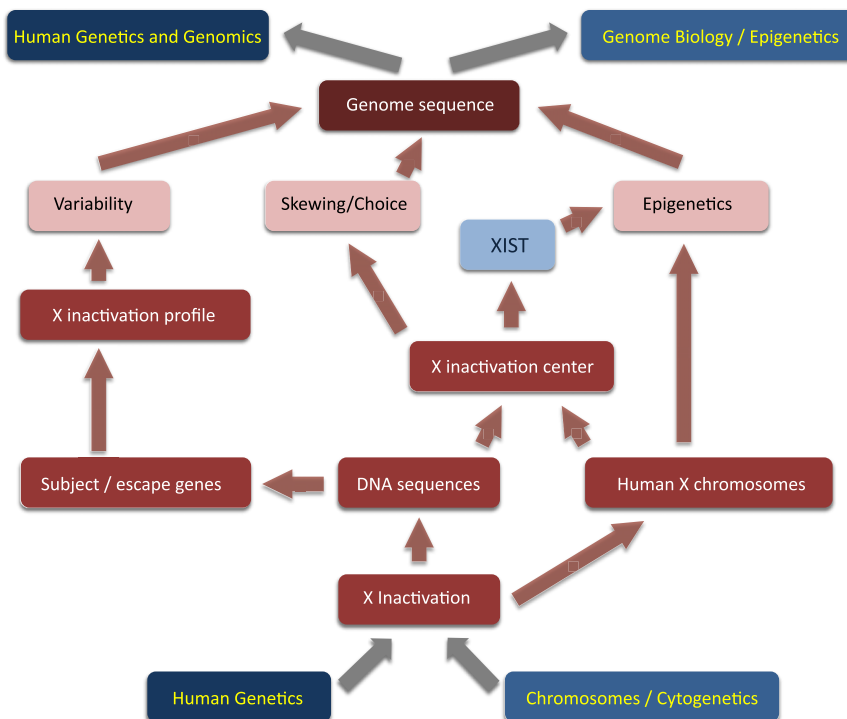 Human Genetics and Genomics
Genome Biology / Epigenetics
Genome sequence
Variability
Skewing/Choice
Epigenetics
XIST
X inactivation profile
X inactivation center
Subject / escape genes
DNA sequences
Human X chromosomes
X Inactivation
Human Genetics
Chromosomes / Cytogenetics